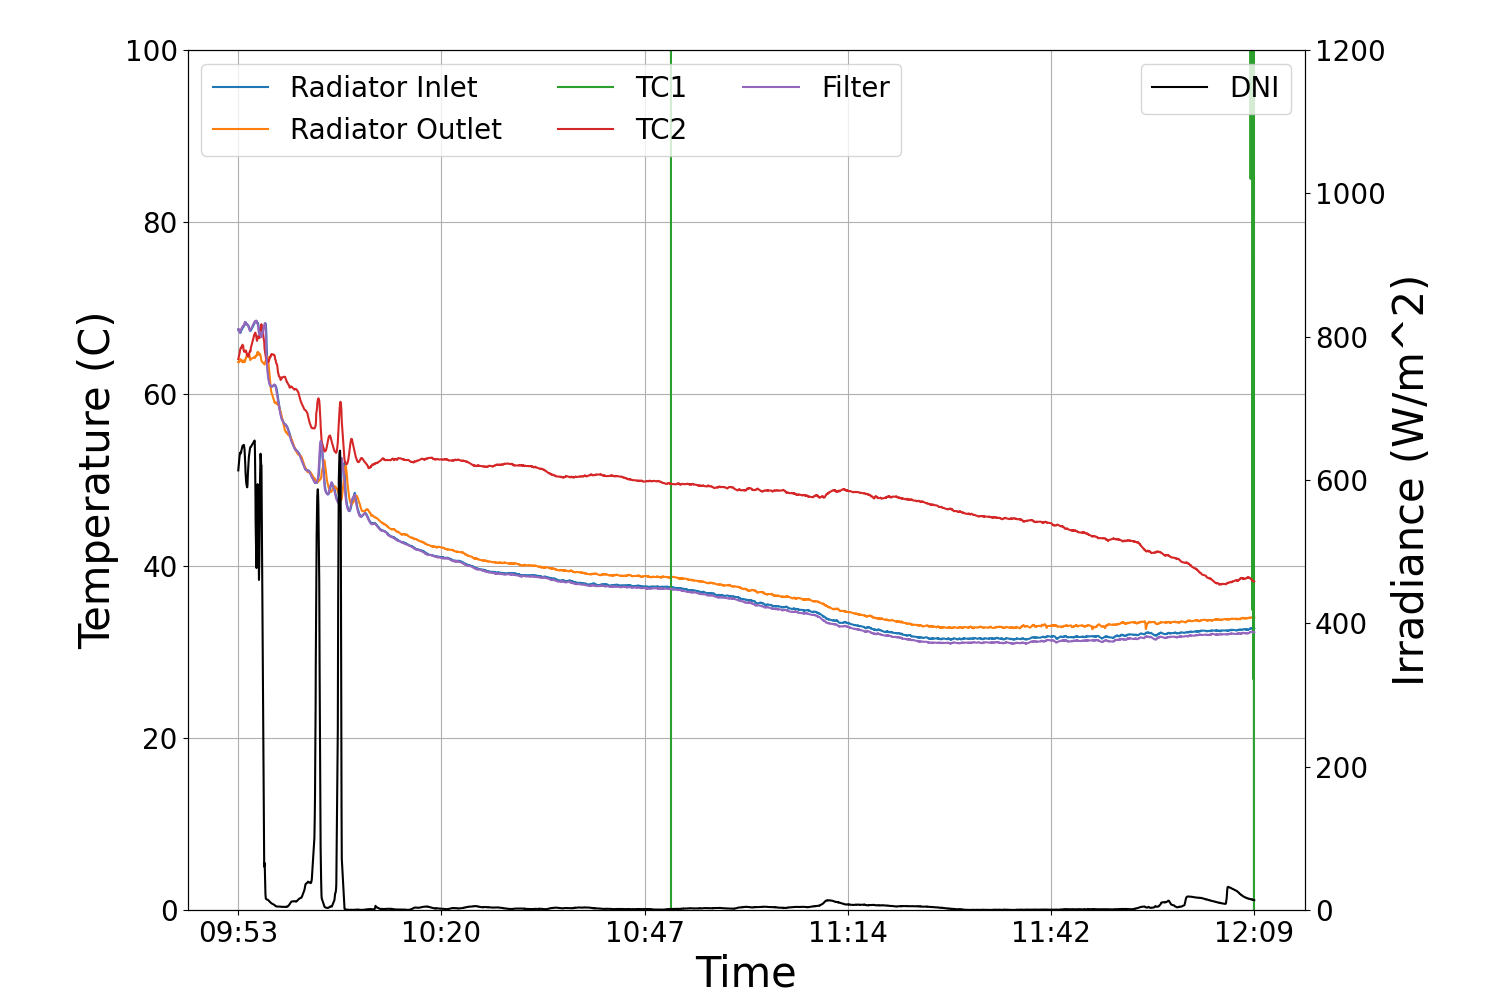 100
80
60
40
20
0
Temperature (C)
Radiator Inlet
Radiator Outlet
TC1
TC2
Filter
DNI
1200
1000
800
600
400
200
0
Irradiance (W/m^2)
09:53 10:20 10:47 11:14 11:42 12:09
Time